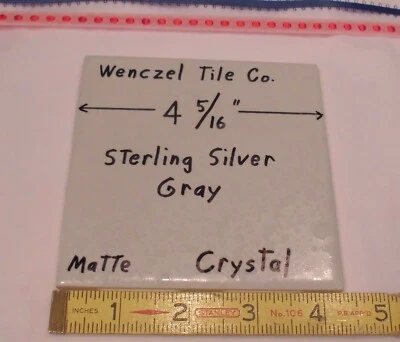 Wenczel Tile Co.
4 5/16"
Sterling Silver
Gray
Matte Crystal
INCHES 1 2 STANLEY 3 No. 106 4 P.P. APP'D 5